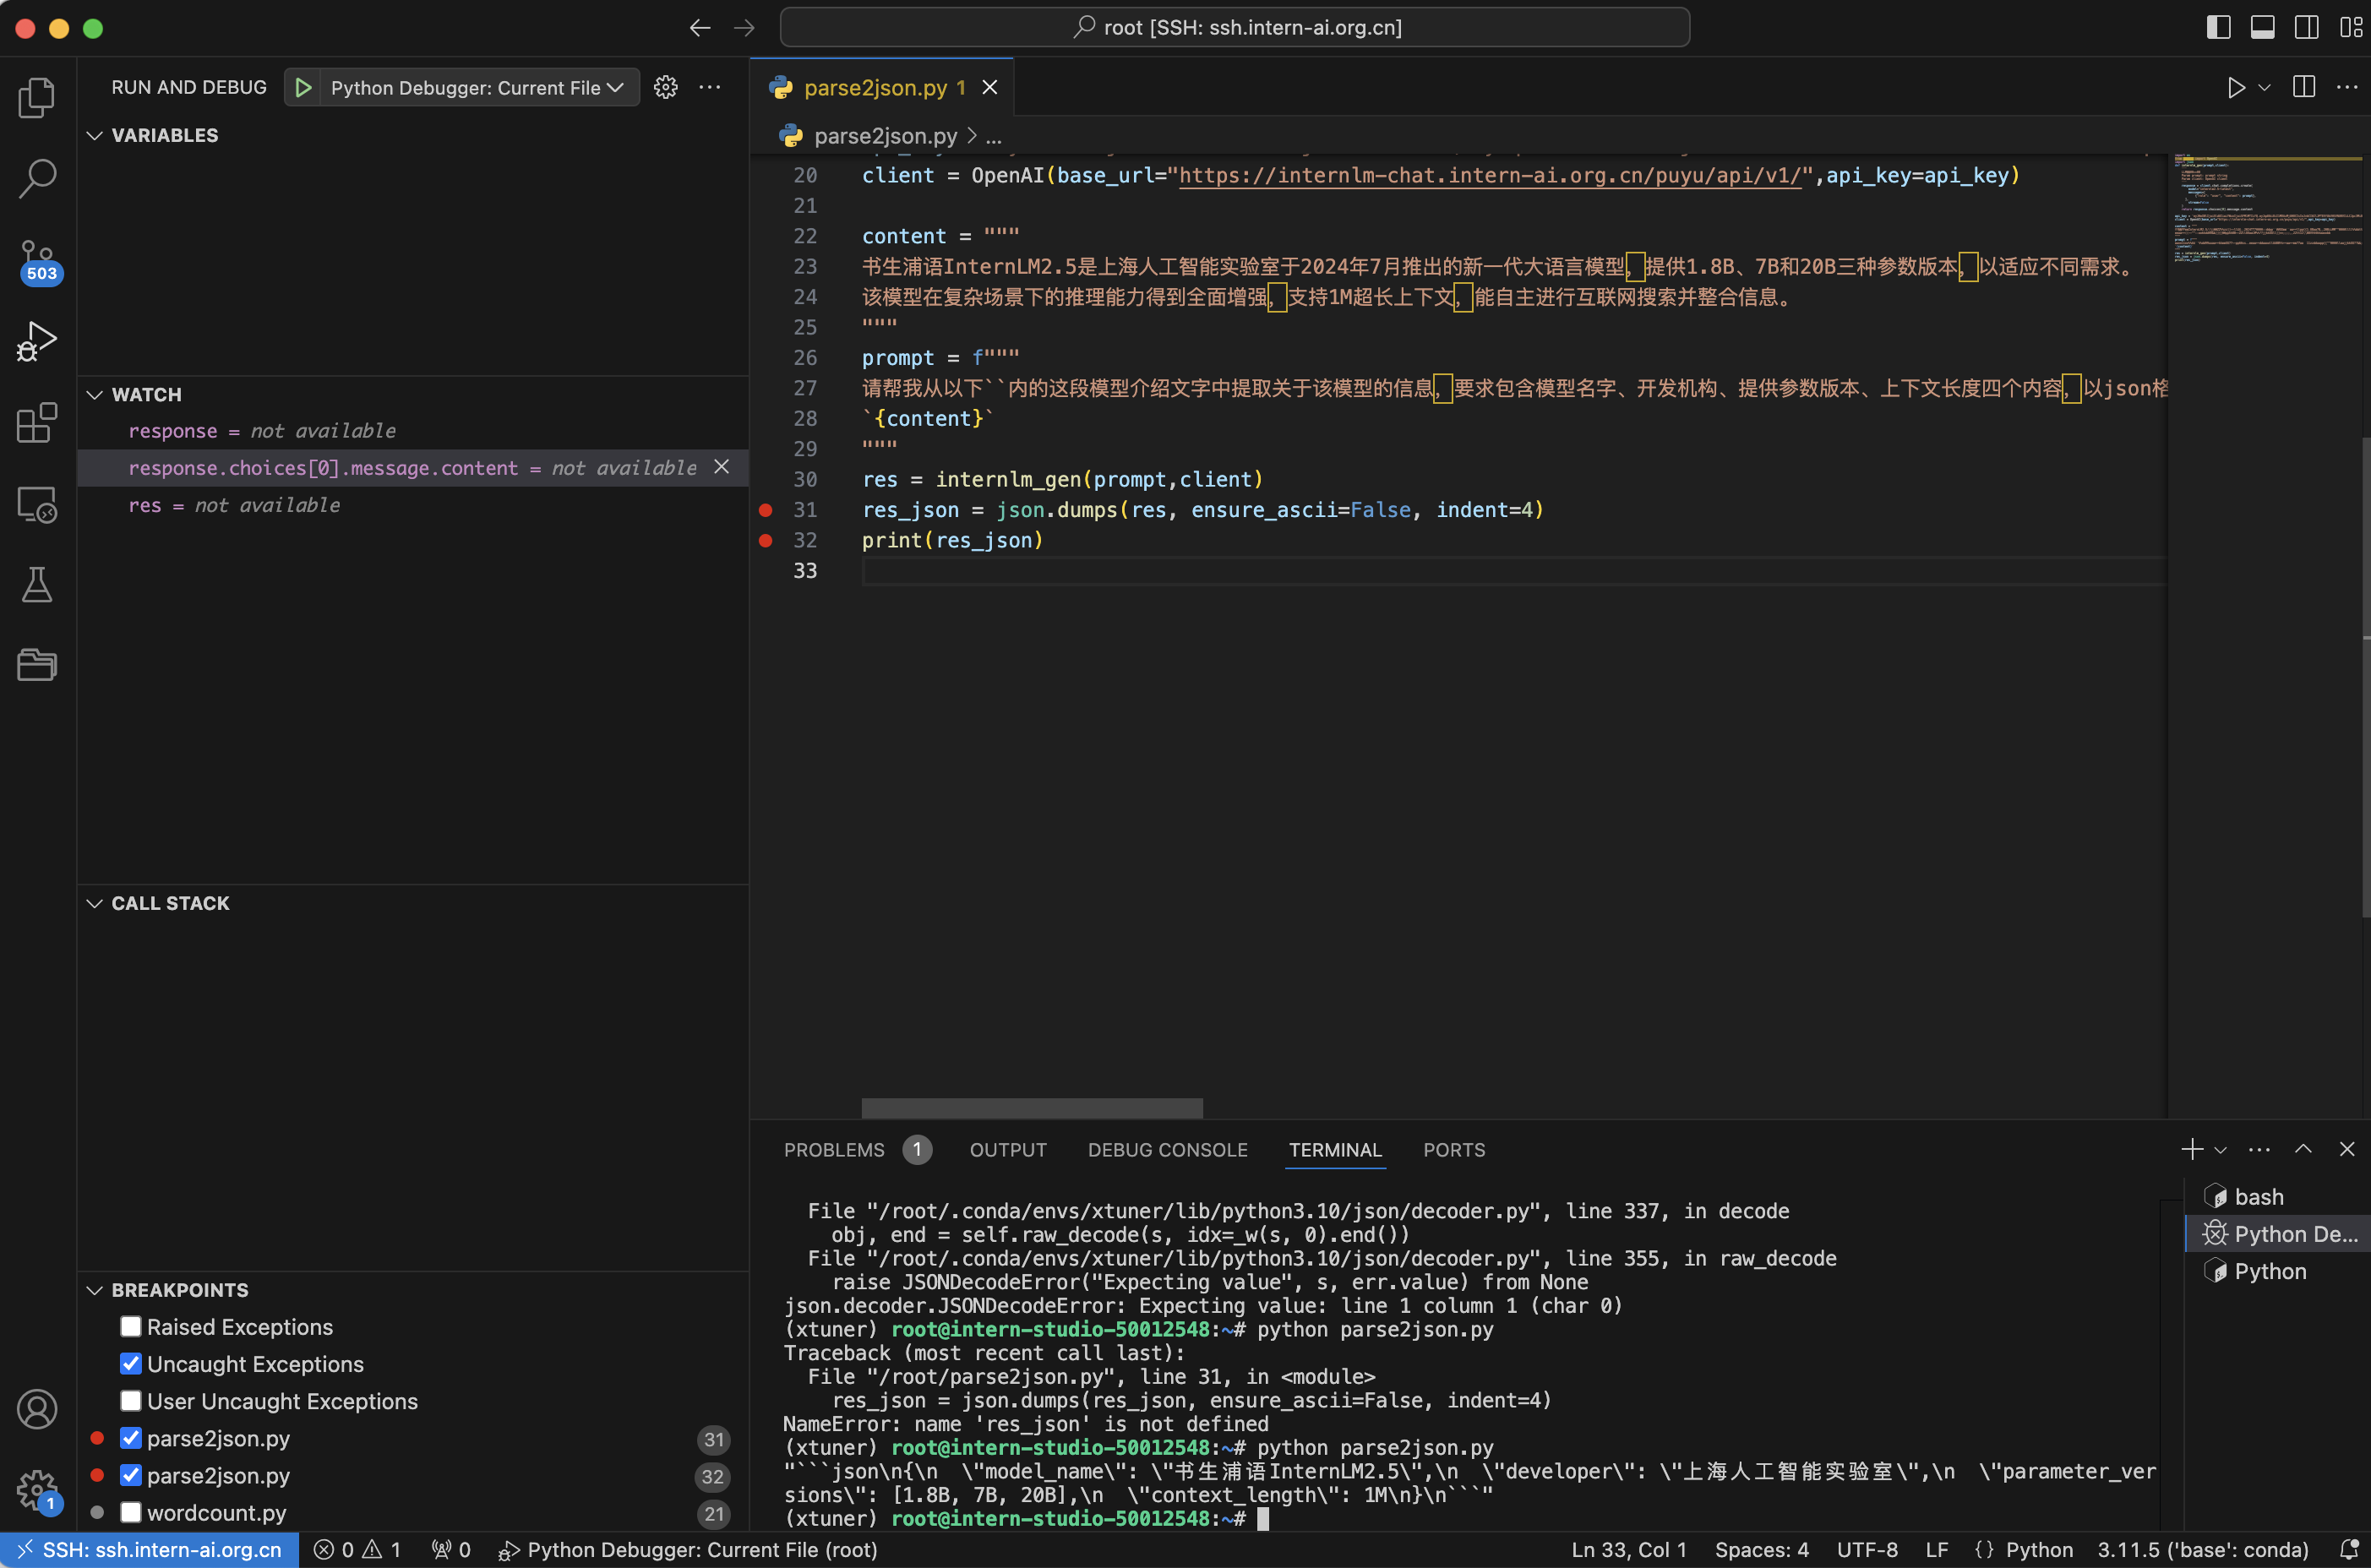 root [SSH: ssh.intern-ai.org.cn]
RUN AND DEBUG
Python Debugger: Current File
VARIABLES
WATCH
response = not available
response.choices[0].message.content = not available
res = not available
CALL STACK
BREAKPOINTS
Raised Exceptions
Uncaught Exceptions
User Uncaught Exceptions
parse2json.py 31
parse2json.py 32
wordcount.py 21
503
1
parse2json.py 1
parse2json.py > ...
20 client = OpenAI(base_url="https://internlm-chat.intern-ai.org.cn/puyu/api/v1/",api_key=api_key)
21
22 content = """
23 书生浦语InternLM2.5是上海人工智能实验室于2024年7月推出的新一代大语言模型，提供1.8B、7B和20B三种参数版本，以适应不同需求。
24 该模型在复杂场景下的推理能力得到全面增强，支持1M超长上下文，能自主进行互联网搜索并整合信息。
25 """
26 prompt = f"""
27 请帮我从以下``内的这段模型介绍文字中提取关于该模型的信息，要求包含模型名字、开发机构、提供参数版本、上下文长度四个内容，以json格
28 `{content}`
29 """
30 res = internlm_gen(prompt,client)
31 res_json = json.dumps(res, ensure_ascii=False, indent=4)
32 print(res_json)
33
PROBLEMS 1 OUTPUT DEBUG CONSOLE TERMINAL PORTS
File "/root/.conda/envs/xtuner/lib/python3.10/json/decoder.py", line 337, in decode
obj, end = self.raw_decode(s, idx=_w(s, 0).end())
File "/root/.conda/envs/xtuner/lib/python3.10/json/decoder.py", line 355, in raw_decode
raise JSONDecodeError("Expecting value", s, err.value) from None
json.decoder.JSONDecodeError: Expecting value: line 1 column 1 (char 0)
(xtuner) root@intern-studio-50012548:~# python parse2json.py
Traceback (most recent call last):
File "/root/parse2json.py", line 31, in <module>
res_json = json.dumps(res_json, ensure_ascii=False, indent=4)
NameError: name 'res_json' is not defined
(xtuner) root@intern-studio-50012548:~# python parse2json.py
"```json\n{\n  \"model_name\": \"书生浦语InternLM2.5\",\n  \"developer\": \"上海人工智能实验室\",\n  \"parameter_ver
sions\": [1.8B, 7B, 20B],\n  \"context_length\": 1M\n}\n```"
(xtuner) root@intern-studio-50012548:~#
bash
Python De...
Python
SSH: ssh.intern-ai.org.cn 0 1 0 Python Debugger: Current File (root) Ln 33, Col 1 Spaces: 4 UTF-8 LF {} Python 3.11.5 ('base': conda)